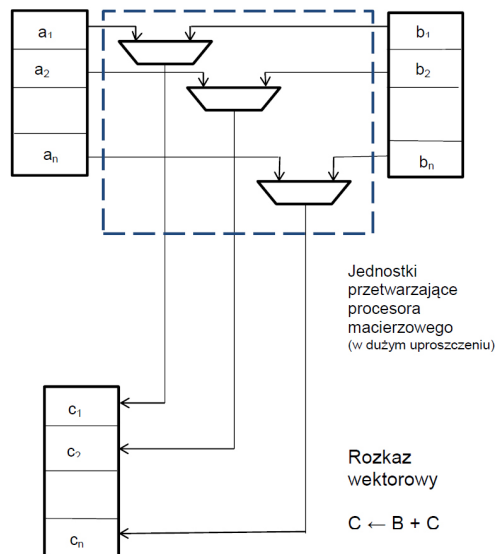 a₁
b₁
a₂
b₂
aₙ
bₙ
Jednostki
przetwarzające
procesora
macierzowego
(w dużym uproszczeniu)
c₁
c₂
cₙ
Rozkaz
wektorowy
C ← B + C